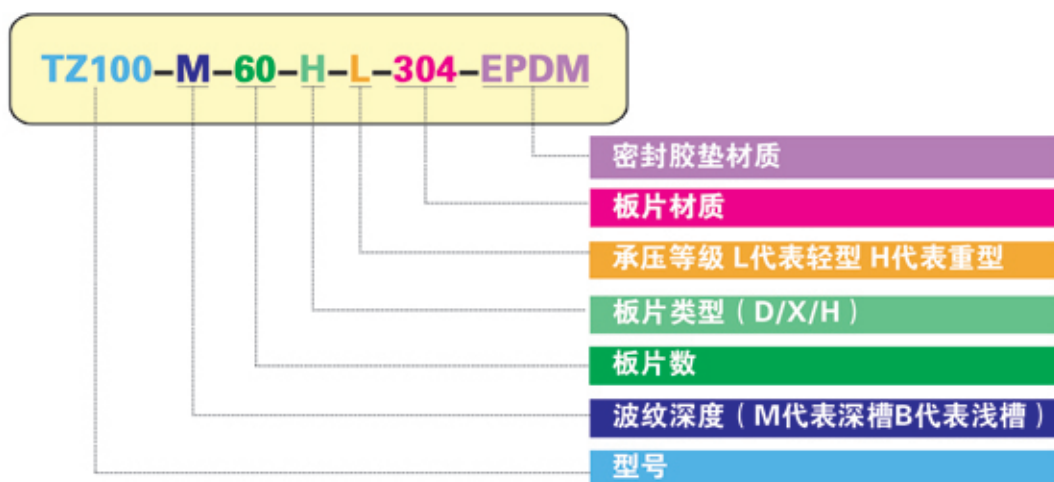 TZ100-M-60-H-L-304-EPDM
密封胶垫材质
板片材质
承压等级 L代表轻型 H代表重型
板片类型（D/X/H）
板片数
波纹深度（M代表深槽B代表浅槽）
型号